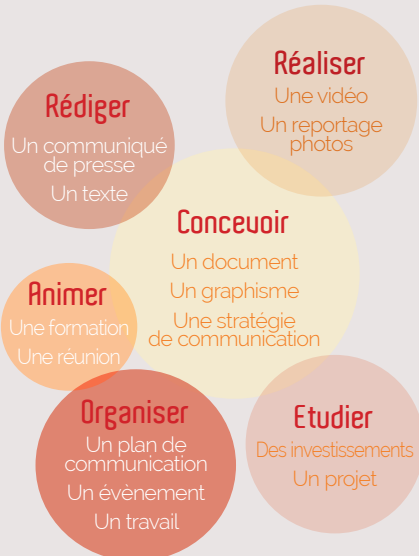 Réaliser
Une vidéo
Un reportage
photos
Rédiger
Un communiqué
de presse
Un texte
Concevoir
Un document
Un graphisme
Une stratégie
de communication
Animer
Une formation
Une réunion
Organiser
Un plan de
communication
Un évènement
Un travail
Etudier
Des investissements
Un projet